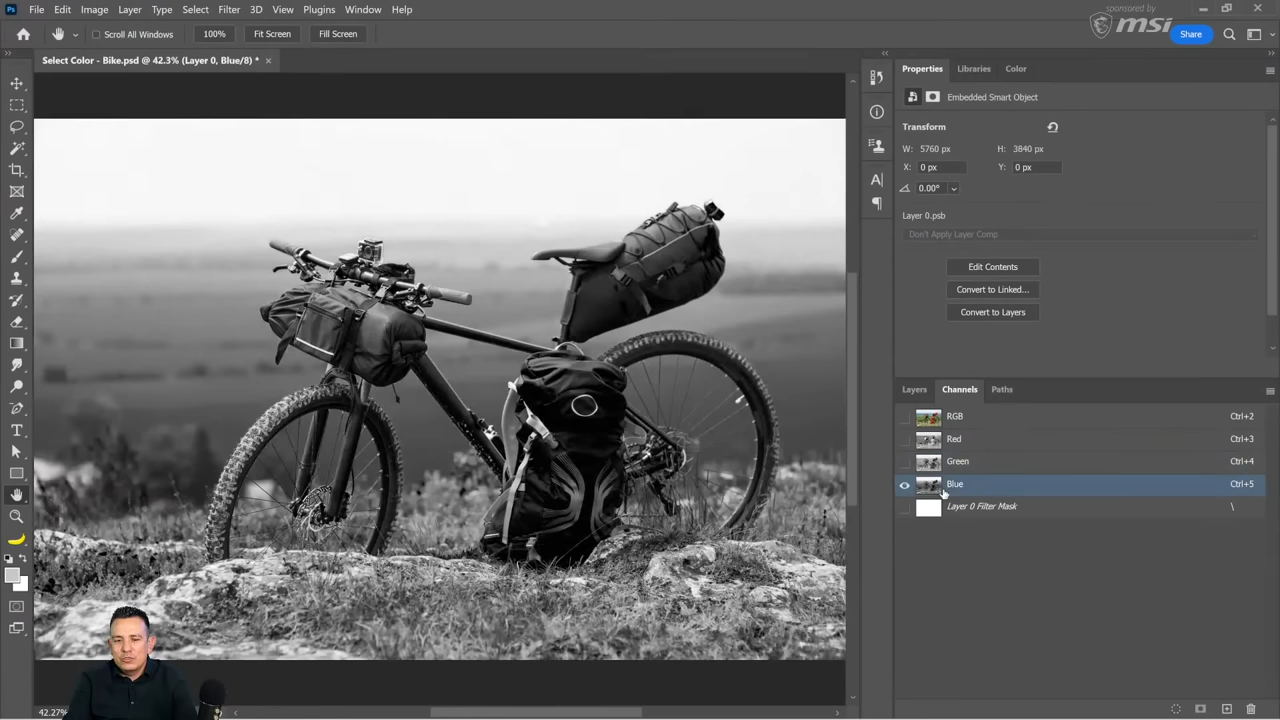 Ps File Edit Image Layer Type Select Filter 3D View Plugins Window Help
sponsored by
msi
Scroll All Windows 100% Fit Screen Fill Screen Share
Select Color - Bike.psd @ 42.3% (Layer 0, Blue/8) * ×
Properties Libraries Color
Embedded Smart Object
Transform
W: 5760 px H: 3840 px
X: 0 px Y: 0 px
0.00°
Layer 0.psb
Don't Apply Layer Comp
Edit Contents
Convert to Linked...
Convert to Layers
Layers Channels Paths
RGB Ctrl+2
Red Ctrl+3
Green Ctrl+4
Blue Ctrl+5
Layer 0 Filter Mask \
42.27%